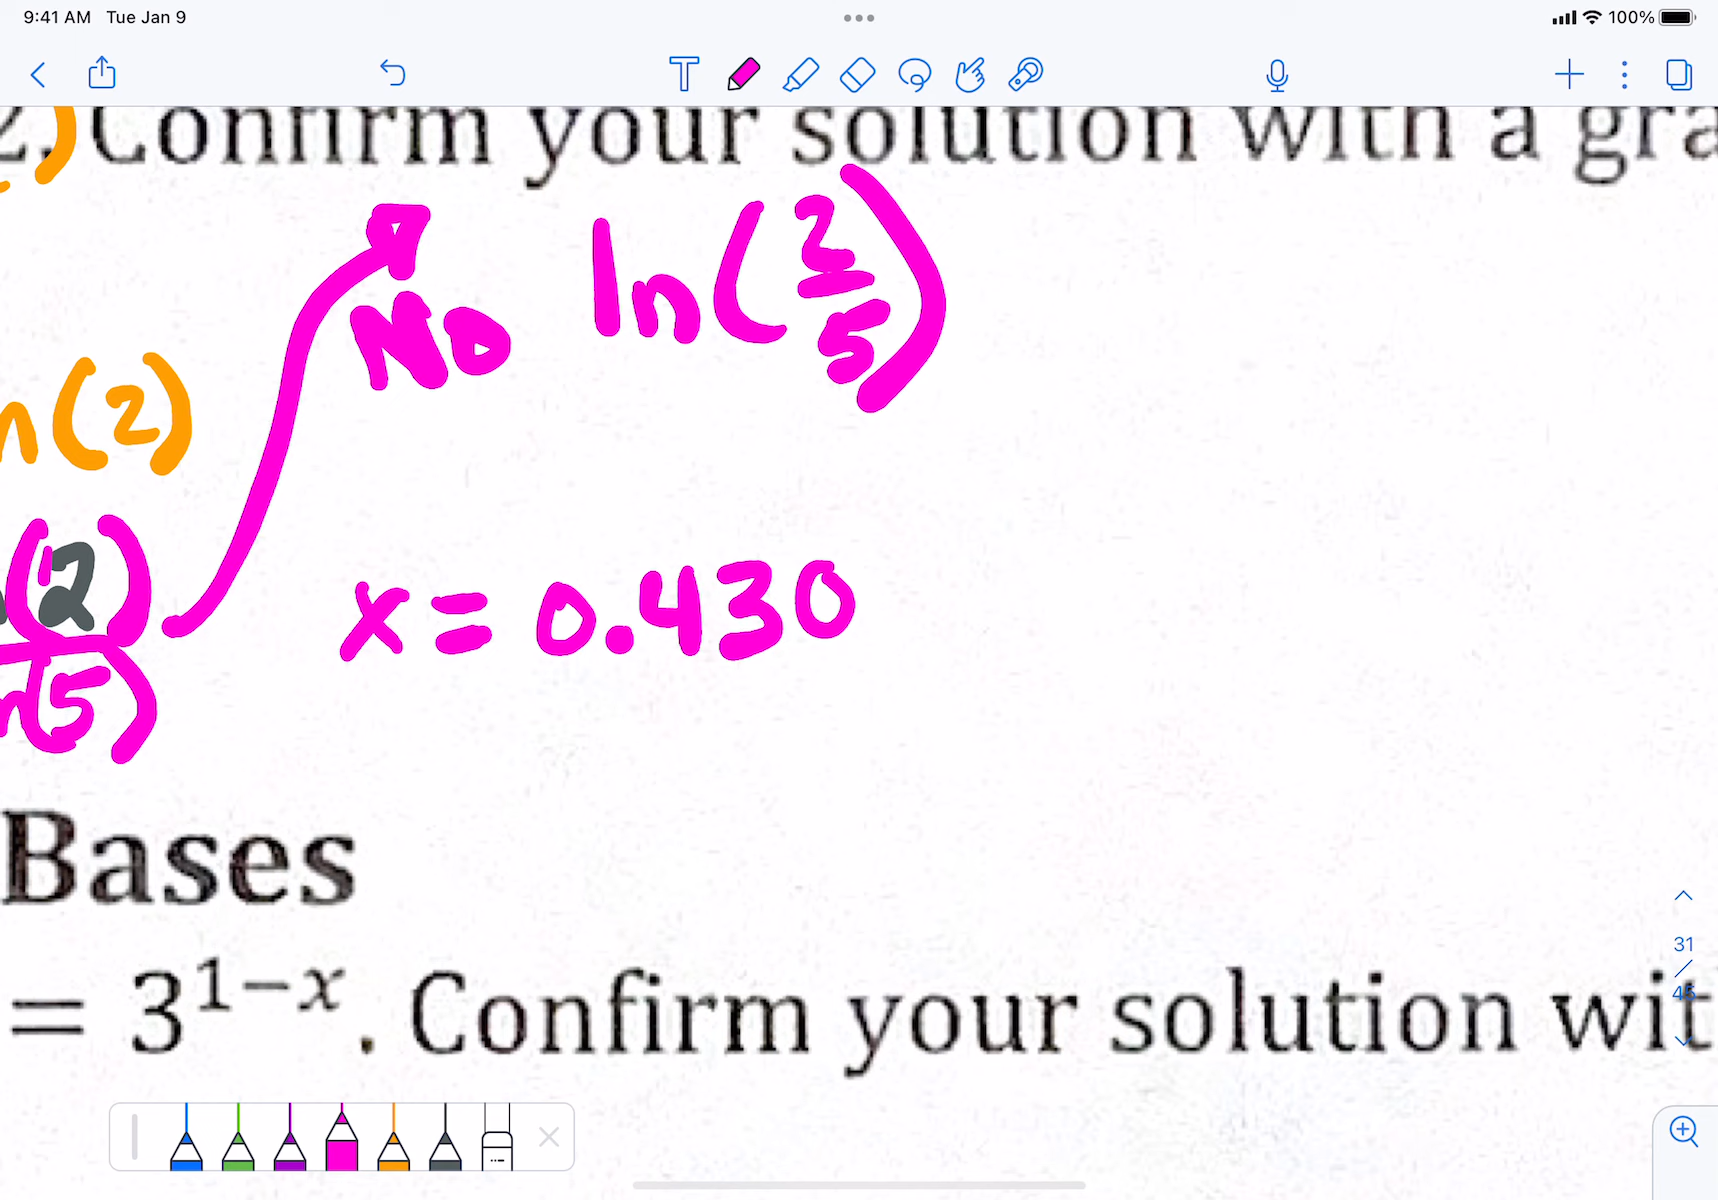 9:41 AM Tue Jan 9
100%
2.) Confirm your solution with a gra
No ln(2/5)
n(2)
(2)
n(5)
x = 0.430
Bases
31
/
45
= 3^{1-x}. Confirm your solution wit